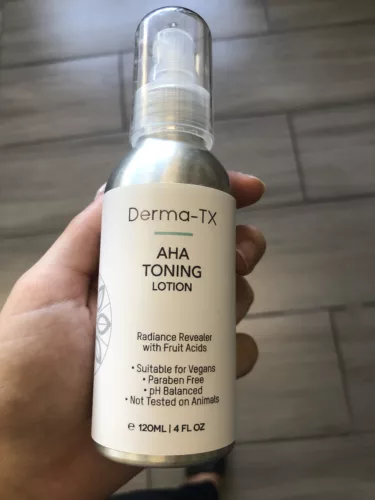 Derma-TX
AHA
TONING
LOTION
Radiance Revealer
with Fruit Acids
• Suitable for Vegans
• Paraben Free
• pH Balanced
• Not Tested on Animals
℮ 120ML | 4 FL OZ